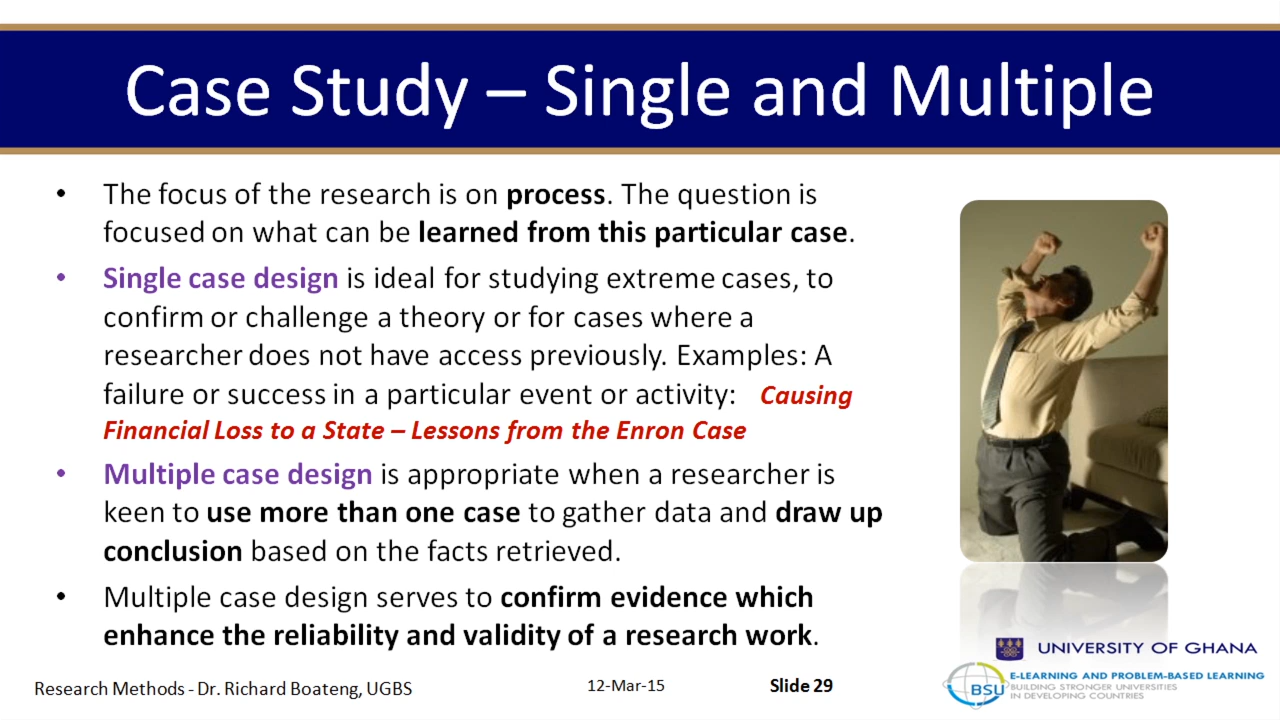 Case Study – Single and Multiple
• The focus of the research is on process. The question is
focused on what can be learned from this particular case.
• Single case design is ideal for studying extreme cases, to
confirm or challenge a theory or for cases where a
researcher does not have access previously. Examples: A
failure or success in a particular event or activity: Causing
Financial Loss to a State – Lessons from the Enron Case
• Multiple case design is appropriate when a researcher is
keen to use more than one case to gather data and draw up
conclusion based on the facts retrieved.
• Multiple case design serves to confirm evidence which
enhance the reliability and validity of a research work.
UNIVERSITY OF GHANA
BSU
E-LEARNING AND PROBLEM-BASED LEARNING
BUILDING STRONGER UNIVERSITIES
IN DEVELOPING COUNTRIES
Research Methods - Dr. Richard Boateng, UGBS
12-Mar-15
Slide 29